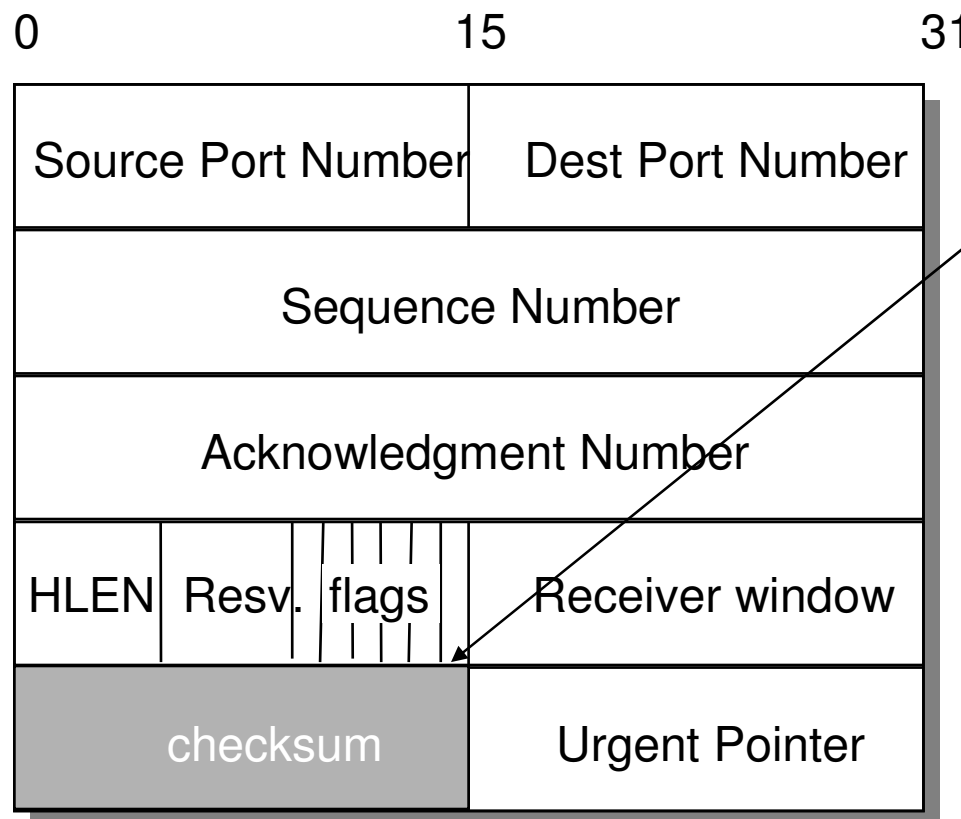 0 15 31
Source Port Number Dest Port Number
Sequence Number
Acknowledgment Number
HLEN Resv. flags Receiver window
checksum Urgent Pointer